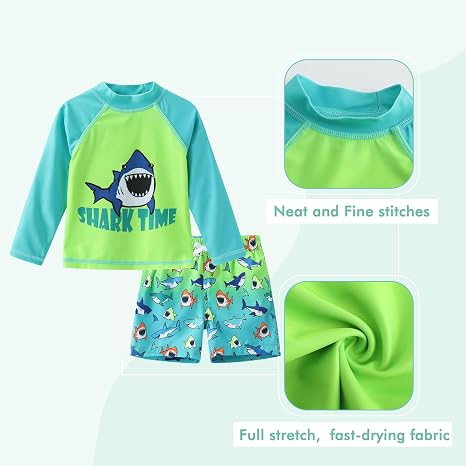 SHARK TIME
Neat and Fine stitches
Full stretch, fast-drying fabric